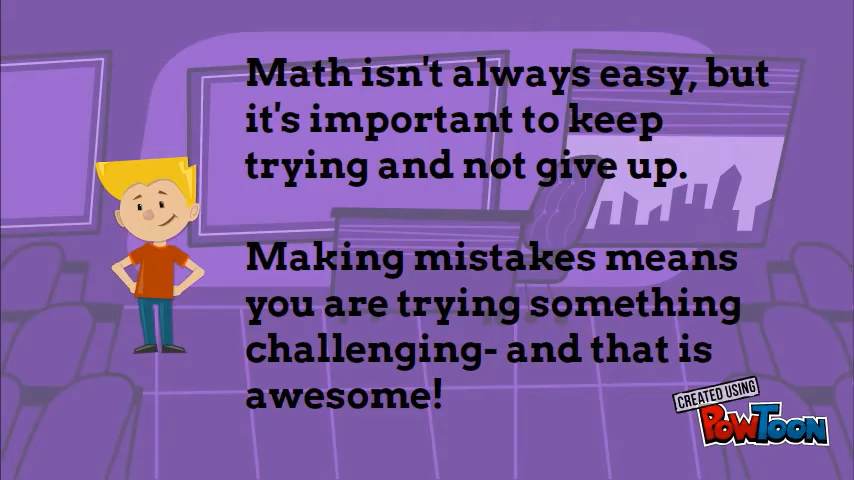 Math isn't always easy, but
it's important to keep
trying and not give up.
Making mistakes means
you are trying something
challenging- and that is
awesome!
CREATED USING
POWTOON